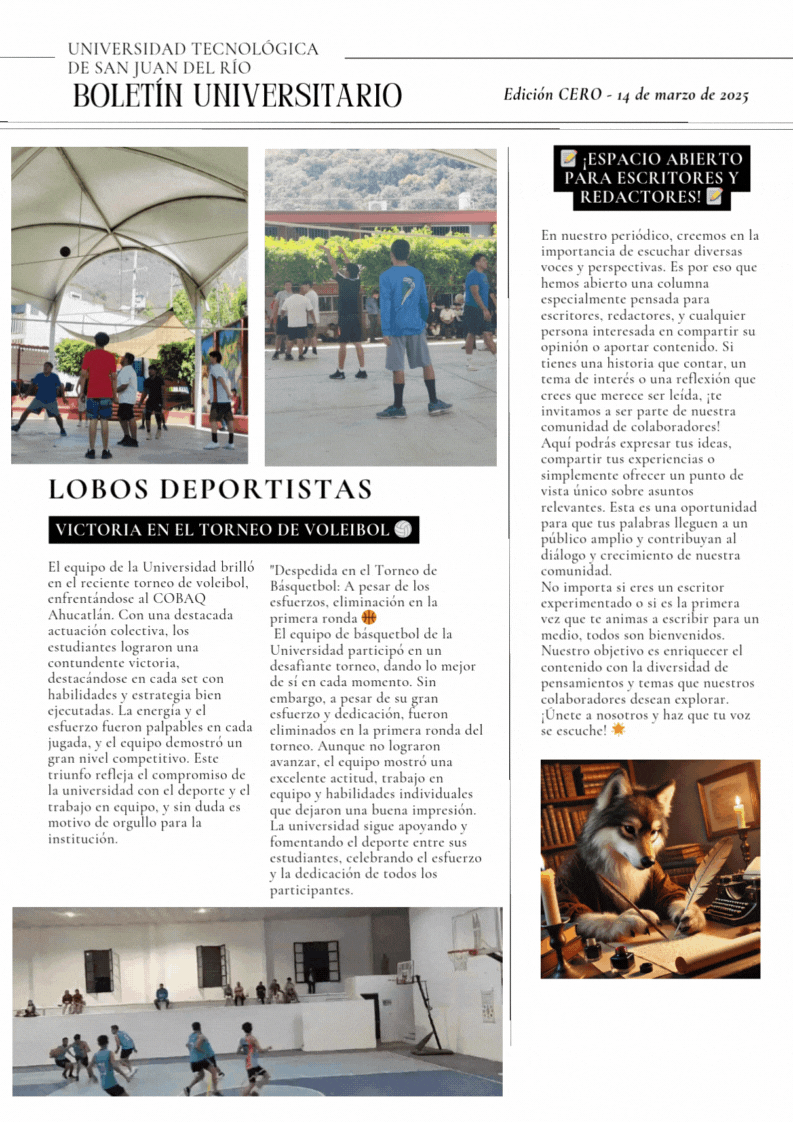 UNIVERSIDAD TECNOLÓGICA
DE SAN JUAN DEL RÍO
BOLETÍN UNIVERSITARIO
Edición CERO - 14 de marzo de 2025
LOBOS DEPORTISTAS
VICTORIA EN EL TORNEO DE VOLEIBOL 🏐
El equipo de la Universidad brilló
en el reciente torneo de voleibol,
enfrentándose al COBAQ
Ahucatlán. Con una destacada
actuación colectiva, los
estudiantes lograron una
contundente victoria,
destacándose en cada set con
habilidades y estrategia bien
ejecutadas. La energía y el
esfuerzo fueron palpables en cada
jugada, y el equipo demostró un
gran nivel competitivo. Este
triunfo refleja el compromiso de
la universidad con el deporte y el
trabajo en equipo, y sin duda es
motivo de orgullo para la
institución.
"Despedida en el Torneo de
Básquetbol: A pesar de los
esfuerzos, eliminación en la
primera ronda 🏀
El equipo de básquetbol de la
Universidad participó en un
desafiante torneo, dando lo mejor
de sí en cada momento. Sin
embargo, a pesar de su gran
esfuerzo y dedicación, fueron
eliminados en la primera ronda del
torneo. Aunque no lograron
avanzar, el equipo mostró una
excelente actitud, trabajo en
equipo y habilidades individuales
que dejaron una buena impresión.
La universidad sigue apoyando y
fomentando el deporte entre sus
estudiantes, celebrando el esfuerzo
y la dedicación de todos los
participantes.
📝 ¡ESPACIO ABIERTO
PARA ESCRITORES Y
REDACTORES! 📝
En nuestro periódico, creemos en la
importancia de escuchar diversas
voces y perspectivas. Es por eso que
hemos abierto una columna
especialmente pensada para
escritores, redactores, y cualquier
persona interesada en compartir su
opinión o aportar contenido. Si
tienes una historia que contar, un
tema de interés o una reflexión que
crees que merece ser leída, ¡te
invitamos a ser parte de nuestra
comunidad de colaboradores!
Aquí podrás expresar tus ideas,
compartir tus experiencias o
simplemente ofrecer un punto de
vista único sobre asuntos
relevantes. Esta es una oportunidad
para que tus palabras lleguen a un
público amplio y contribuyan al
diálogo y crecimiento de nuestra
comunidad.
No importa si eres un escritor
experimentado o si es la primera
vez que te animas a escribir para un
medio, todos son bienvenidos.
Nuestro objetivo es enriquecer el
contenido con la diversidad de
pensamientos y temas que nuestros
colaboradores desean explorar.
¡Únete a nosotros y haz que tu voz
se escuche! 🌟